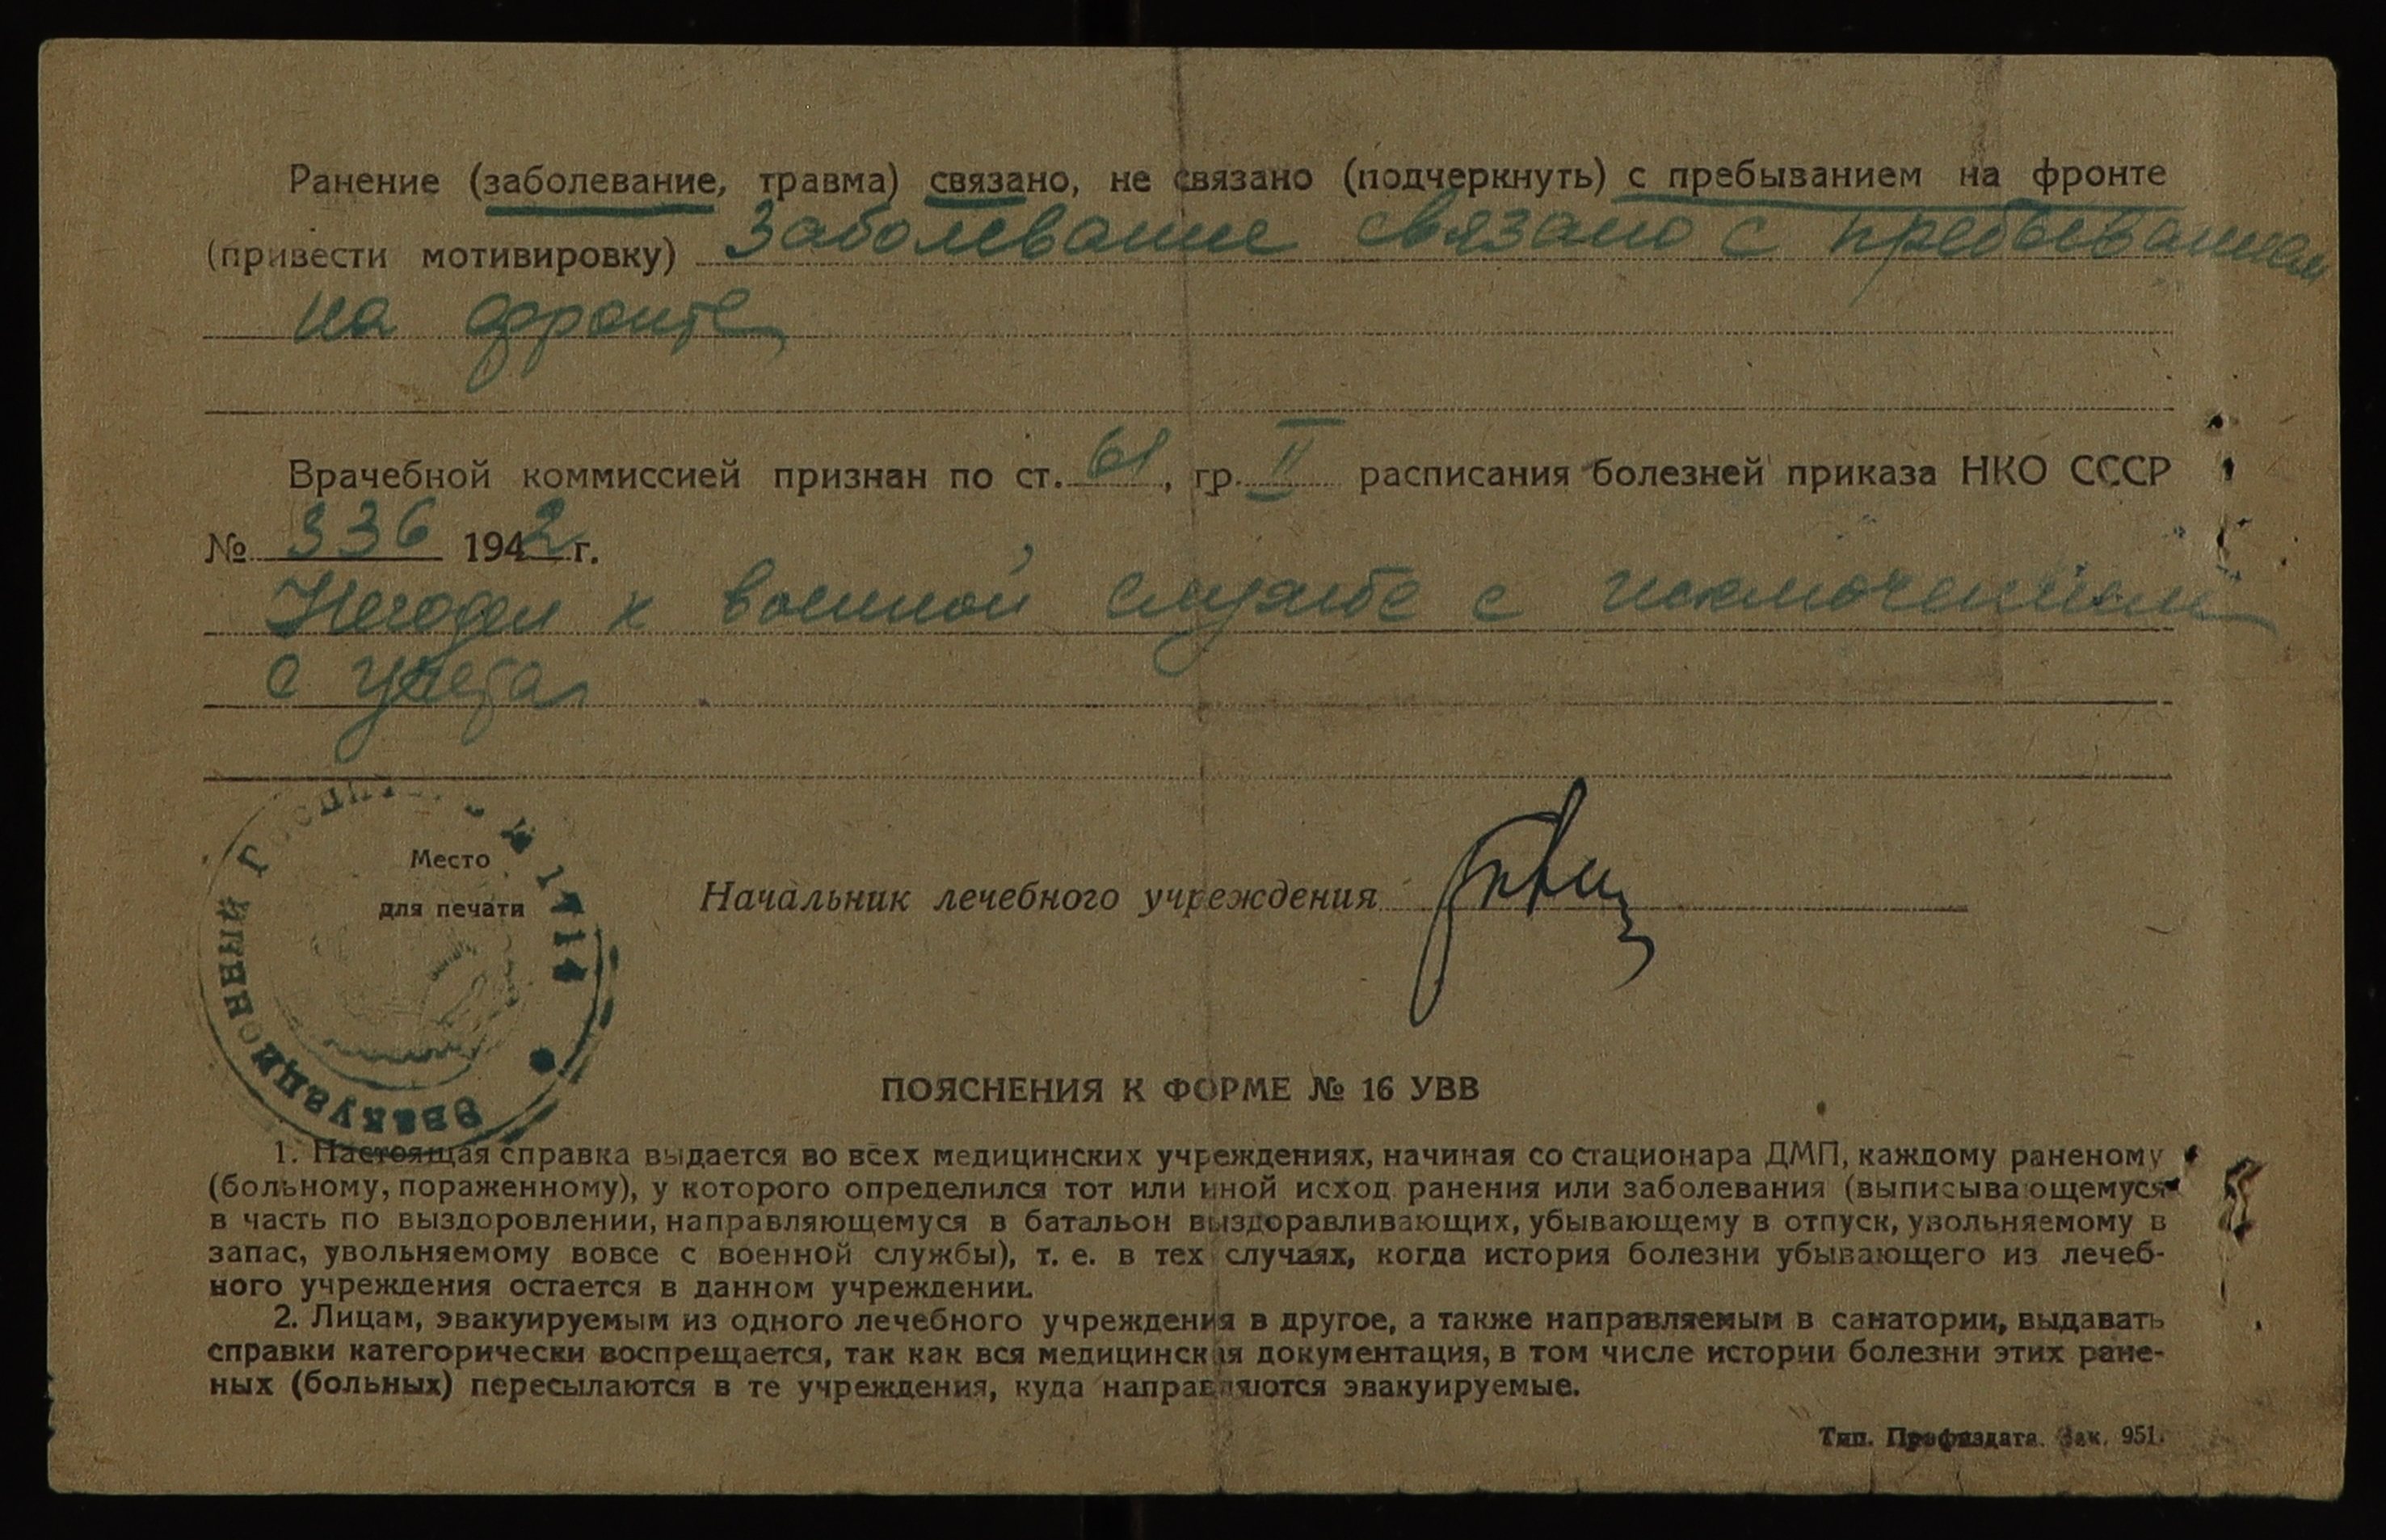 Ранение (заболевание, травма) связано, не связано (подчеркнуть) с пребыванием на фронте
(привести мотивировку) Заболевание связано с пребыванием
на фронте
Врачебной коммиссией признан по ст. 61, гр. II расписания болезней приказа НКО СССР
№ 336 1942 г.
Негоден к военной службе с исключением
с учета
Место
для печати
Эвакуационный
Начальник лечебного учреждения
ПОЯСНЕНИЯ К ФОРМЕ № 16 УВВ
1. Настоящая справка выдается во всех медицинских учреждениях, начиная со стационара ДМП, каждому раненому
(больному, пораженному), у которого определился тот или иной исход ранения или заболевания (выписывающемуся
в часть по выздоровлении, направляющемуся в батальон выздоравливающих, убывающему в отпуск, увольняемому в
запас, увольняемому вовсе с военной службы), т. е. в тех случаях, когда история болезни убывающего из лечеб-
ного учреждения остается в данном учреждении.
2. Лицам, эвакуируемым из одного лечебного учреждения в другое, а также направляемым в санатории, выдавать
справки категорически воспрещается, так как вся медицинская документация, в том числе истории болезни этих ране-
ных (больных) пересылаются в те учреждения, куда направляются эвакуируемые.
Тип. Профиздата. Зак. 951.